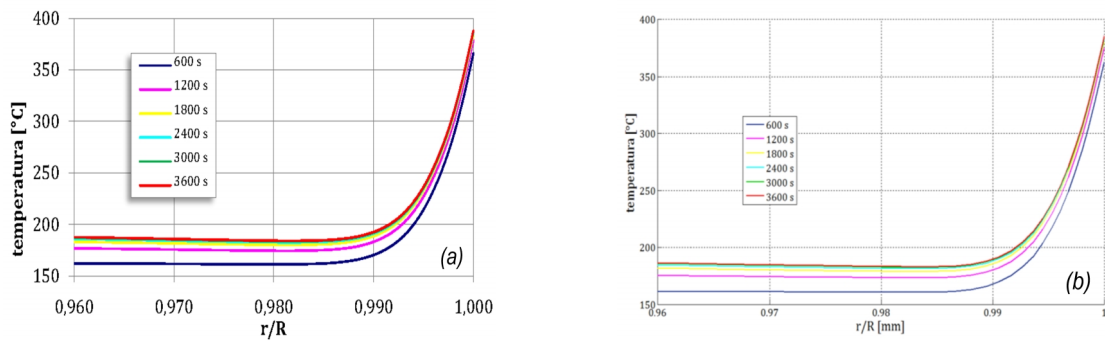 400
350
300
250
200
150
temperatura [°C]
600 s
1200 s
1800 s
2400 s
3000 s
3600 s
(a)
0,960
0,970
0,980
0,990
1,000
r/R
400
350
300
250
200
150
temperatura [°C]
600 s
1200 s
1800 s
2400 s
3000 s
3600 s
(b)
0.96
0.97
0.98
0.99
1
r/R [mm]